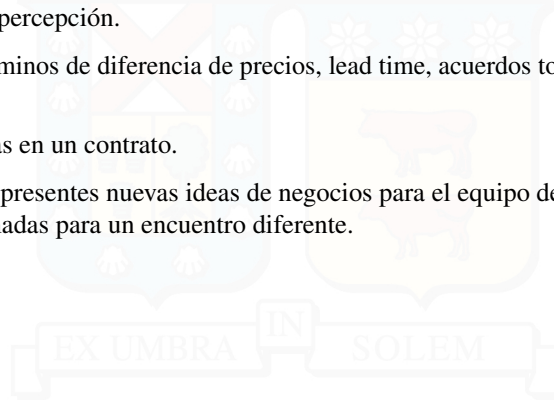 percepción.
minos de diferencia de precios, lead time, acuerdos to
s en un contrato.
presentes nuevas ideas de negocios para el equipo de
adas para un encuentro diferente.
IN
EX UMBRA SOLEM